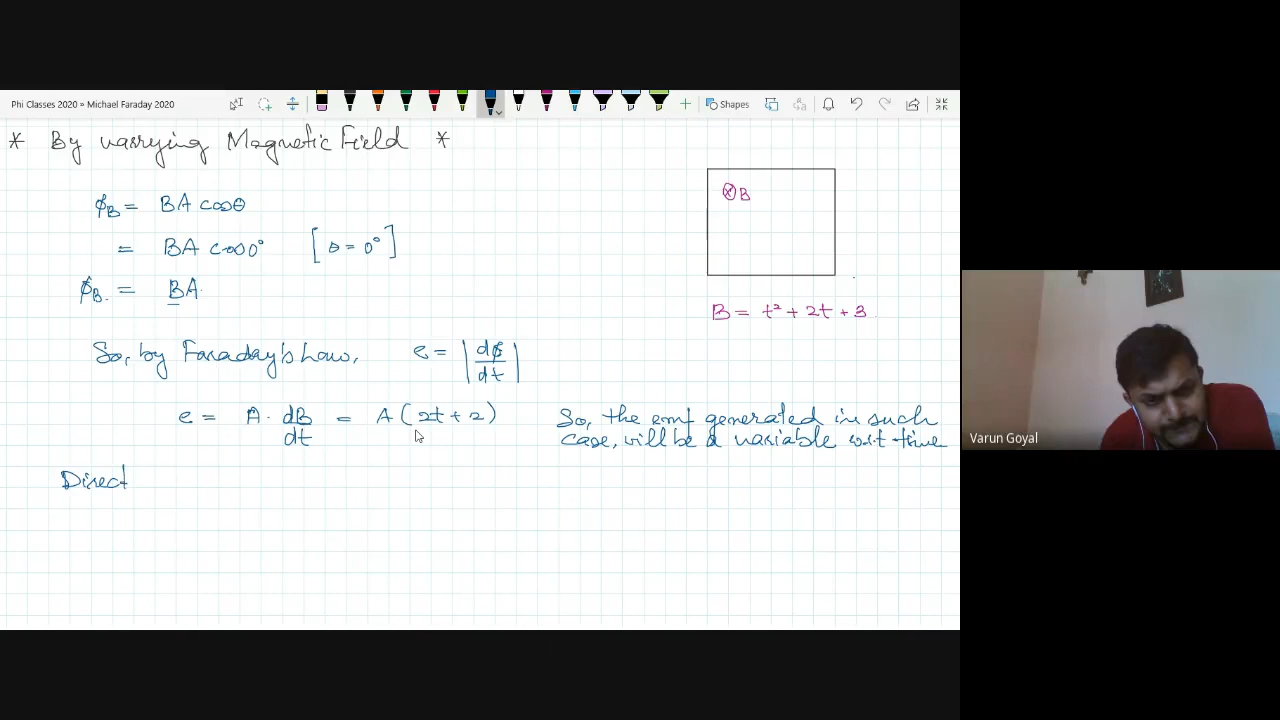 Phi Classes 2020 » Michael Faraday 2020
Shapes
* By varrying Magnetic Field *
ϕB = BA cosθ
= BA cos0° [θ = 0°]
ϕB. = BA.
⊗B
B = t² + 2t + 3
So, by Faraday's Law, e = |dϕ/dt|
e = A. dB/dt = A(2t+2)
So, the emf generated in such
case, will be a variable w.r.t time
Direct
Varun Goyal